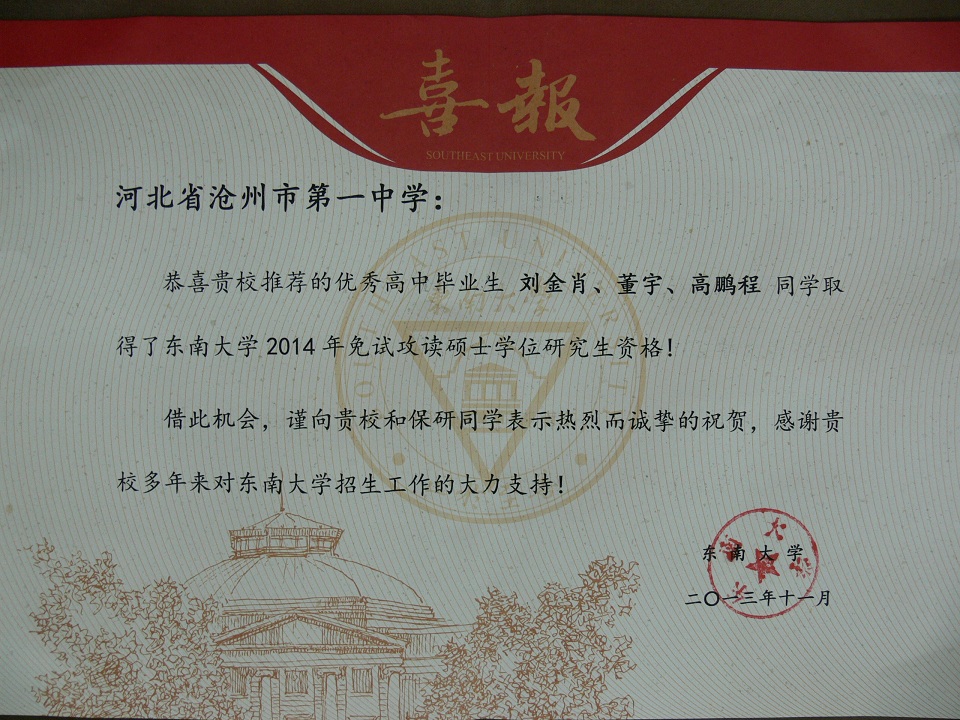 喜報
SOUTHEAST UNIVERSITY
河北省沧州市第一中学：
恭喜贵校推荐的优秀高中毕业生 刘金肖、董宇、高鹏程 同学取
得了东南大学2014年免试攻读硕士学位研究生资格！
借此机会，谨向贵校和保研同学表示热烈而诚挚的祝贺，感谢贵
校多年来对东南大学招生工作的大力支持！
东南大学
二〇一三年十一月